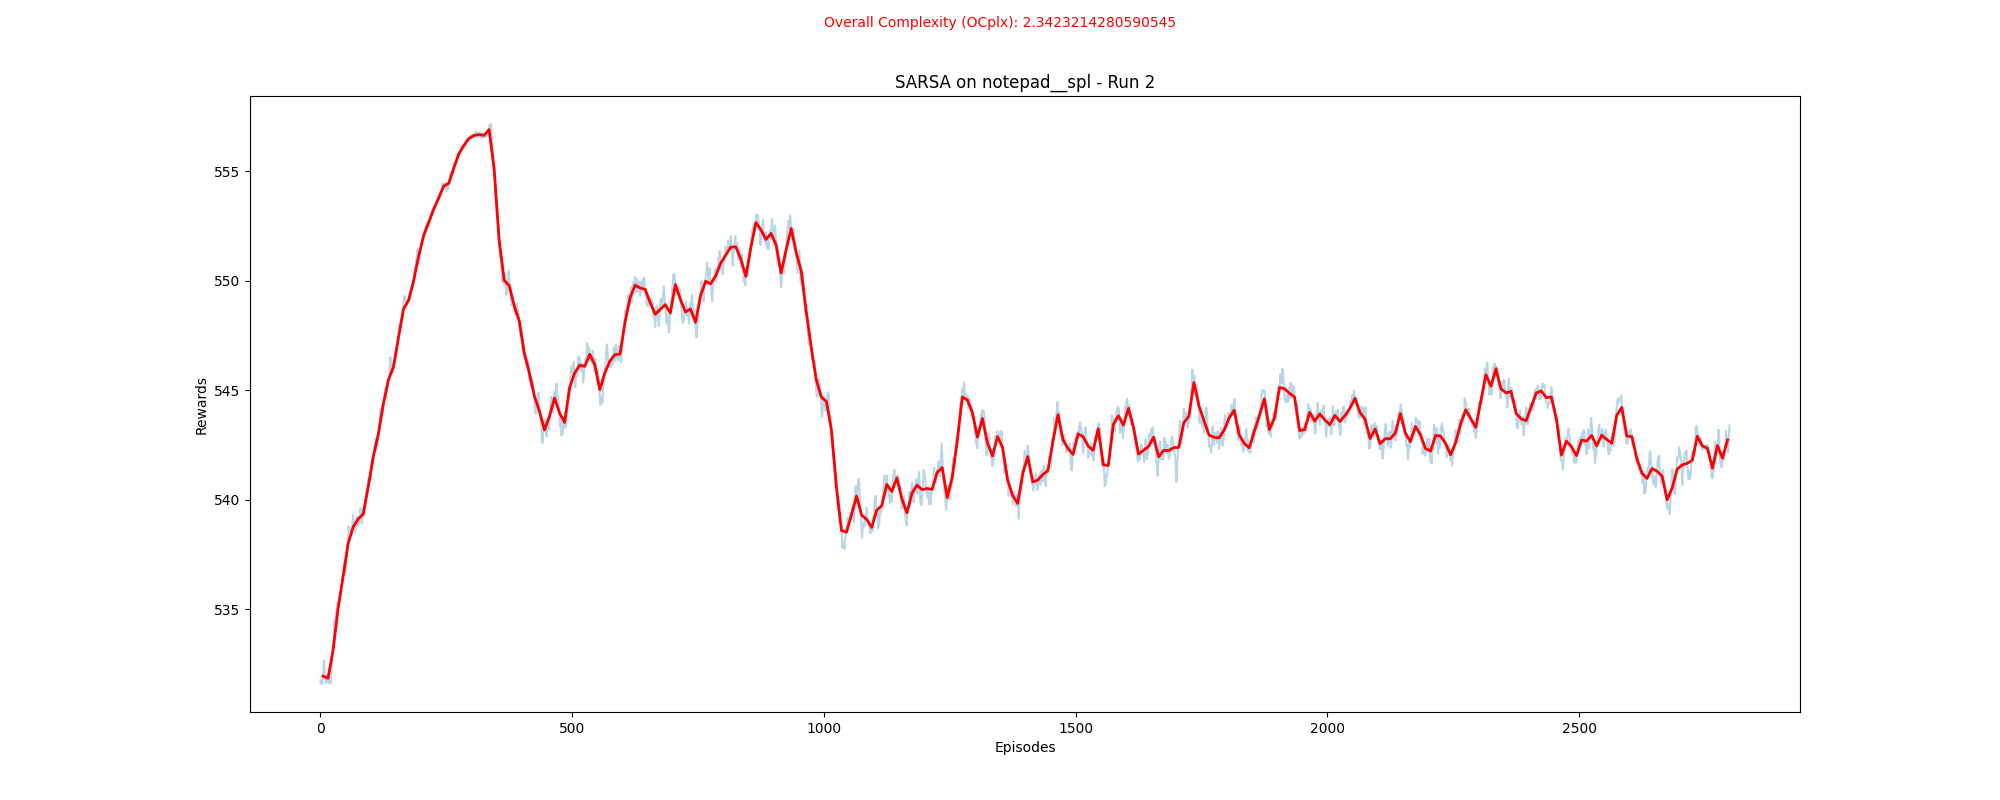 Overall Complexity (OCplx): 2.3423214280590545
SARSA on notepad__spl - Run 2
555
550
545
540
535
Rewards
0 500 1000 1500 2000 2500
Episodes